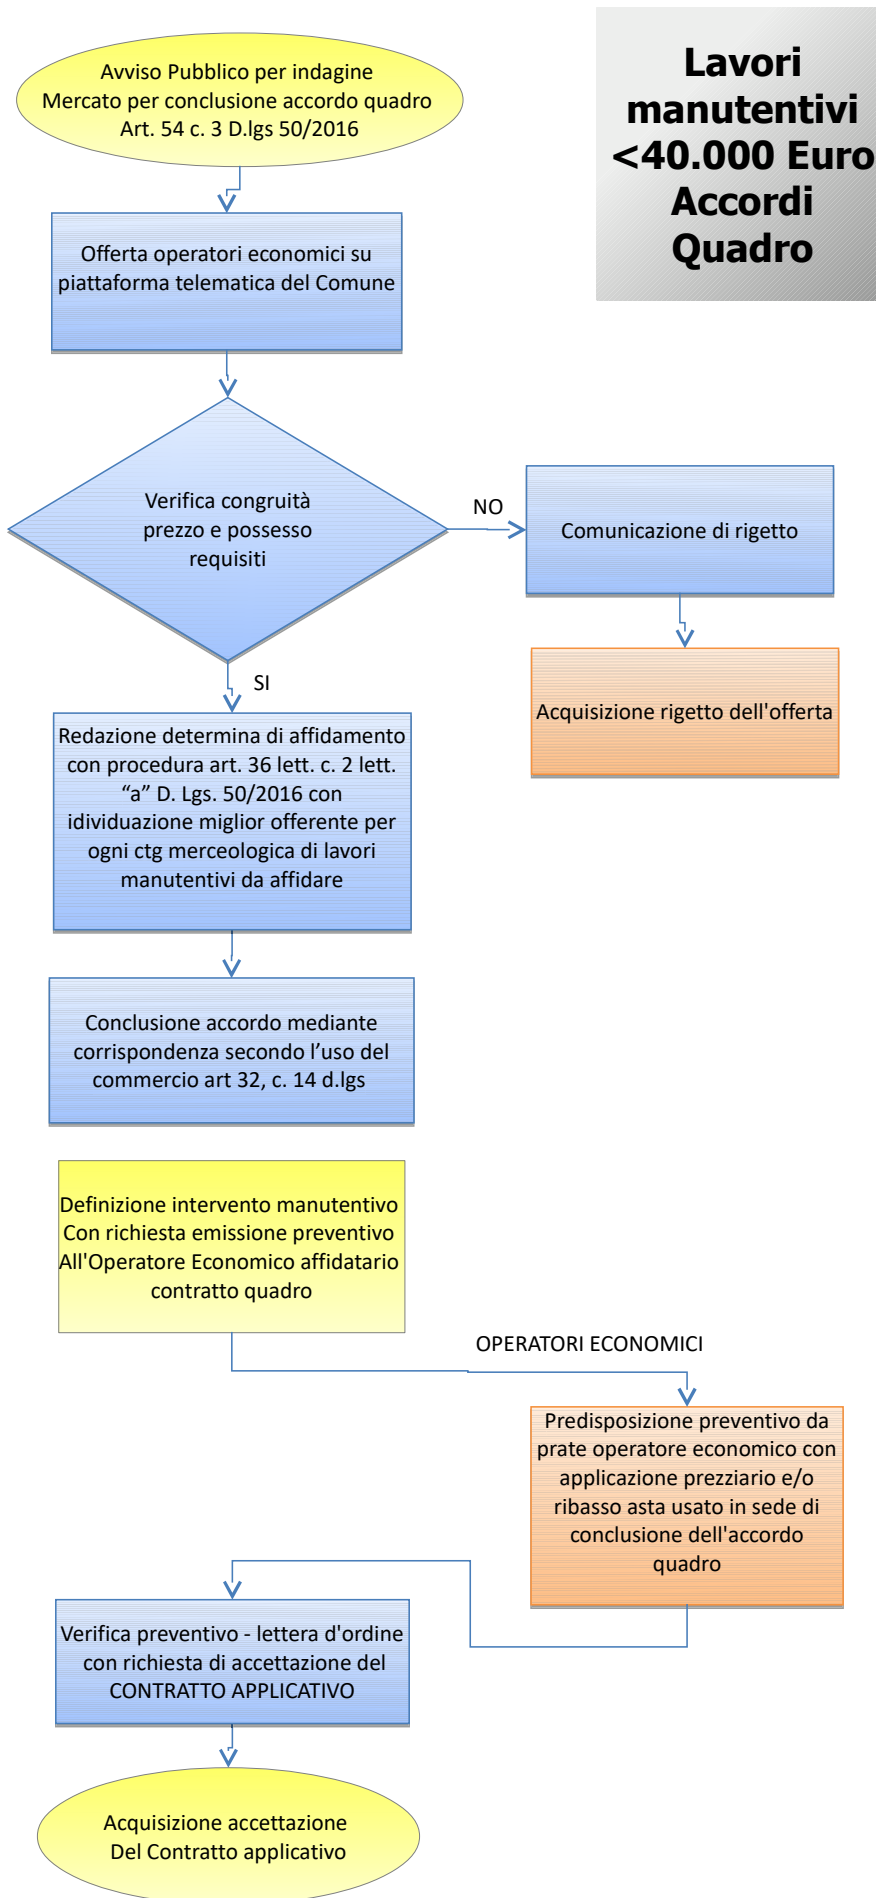 Lavori
manutentivi
<40.000 Euro
Accordi
Quadro
Avviso Pubblico per indagine
Mercato per conclusione accordo quadro
Art. 54 c. 3 D.lgs 50/2016
Offerta operatori economici su
piattaforma telematica del Comune
Verifica congruità
prezzo e possesso
requisiti
NO
Comunicazione di rigetto
Acquisizione rigetto dell'offerta
SI
Redazione determina di affidamento
con procedura art. 36 lett. c. 2 lett.
“a” D. Lgs. 50/2016 con
idividuazione miglior offerente per
ogni ctg merceologica di lavori
manutentivi da affidare
Conclusione accordo mediante
corrispondenza secondo l’uso del
commercio art 32, c. 14 d.lgs
Definizione intervento manutentivo
Con richiesta emissione preventivo
All'Operatore Economico affidatario
contratto quadro
OPERATORI ECONOMICI
Predisposizione preventivo da
prate operatore economico con
applicazione prezziario e/o
ribasso asta usato in sede di
conclusione dell'accordo
quadro
Verifica preventivo - lettera d'ordine
con richiesta di accettazione del
CONTRATTO APPLICATIVO
Acquisizione accettazione
Del Contratto applicativo